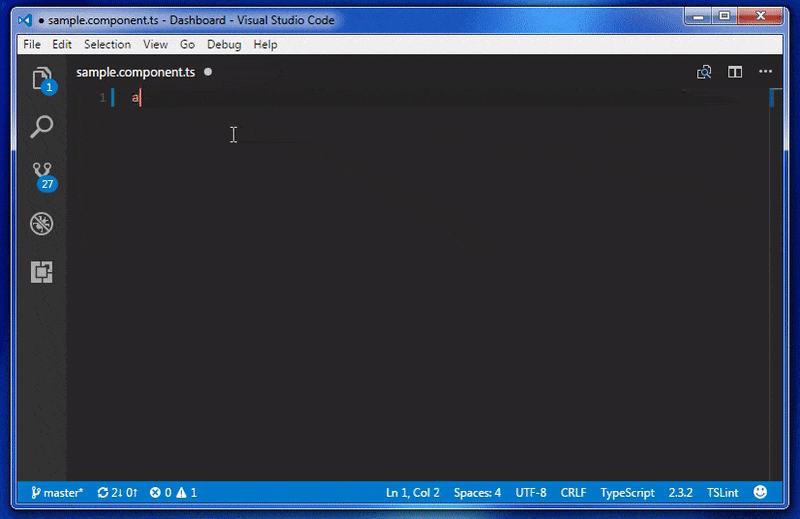 ● sample.component.ts - Dashboard - Visual Studio Code
File Edit Selection View Go Debug Help
sample.component.ts ●
1 a
1
27
master* 2↓ 0↑ 0 1 Ln 1, Col 2 Spaces: 4 UTF-8 CRLF TypeScript 2.3.2 TSLint